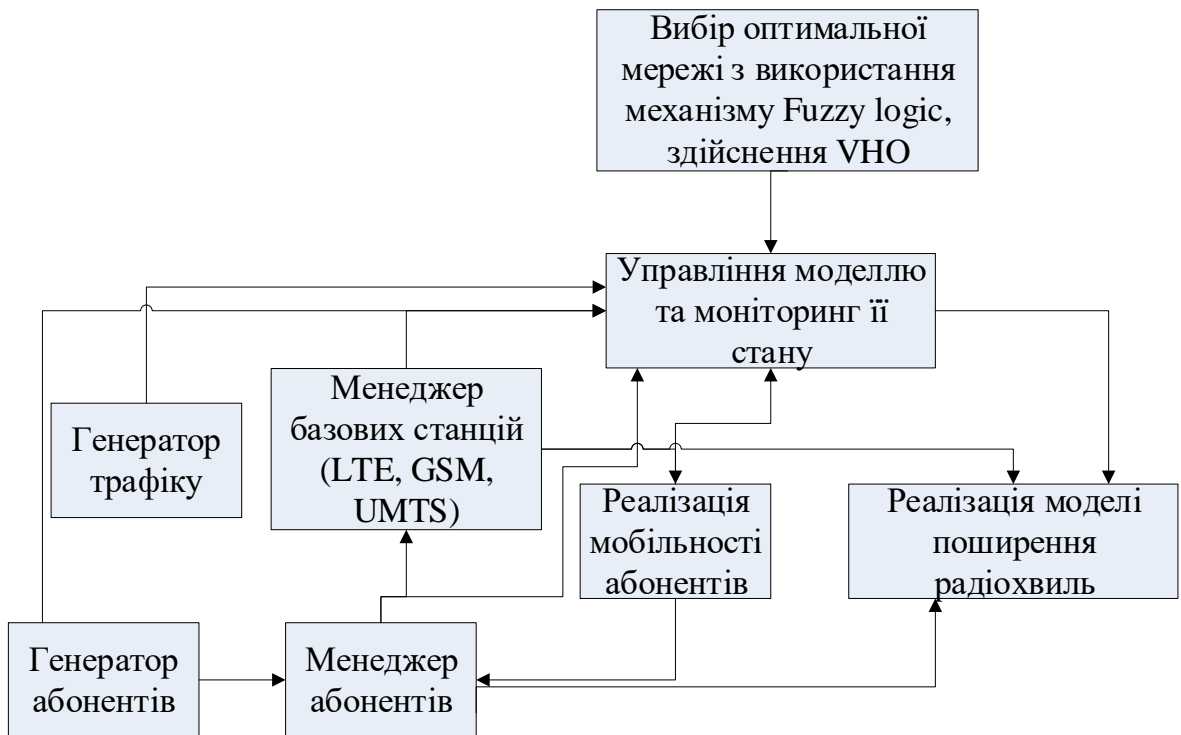 Вибір оптимальної
мережі з використання
механізму Fuzzy logic,
здійснення VHO
Управління моделлю
та моніторинг її
стану
Менеджер
базових станцій
(LTE, GSM,
UMTS)
Генератор
трафіку
Реалізація
мобільності
абонентів
Реалізація моделі
поширення
радіохвиль
Генератор
абонентів
Менеджер
абонентів